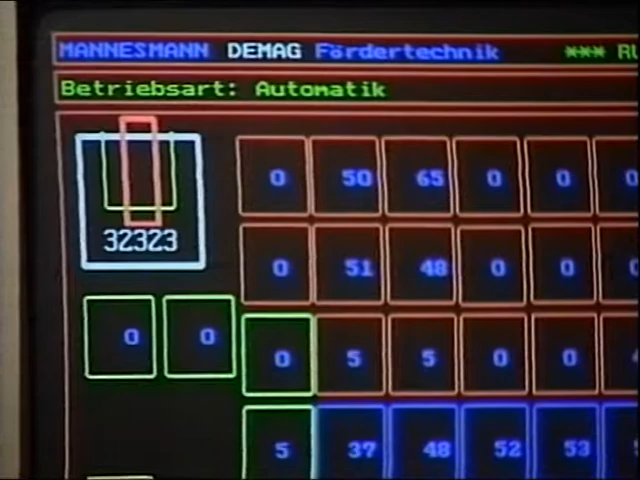 MANNESMANN DEMAG Fördertechnik ***
Betriebsart: Automatik
0 50 65 0 0
32323
0 51 48 0 0
0 0
0 5 5 0 0
5 37 48 52 53